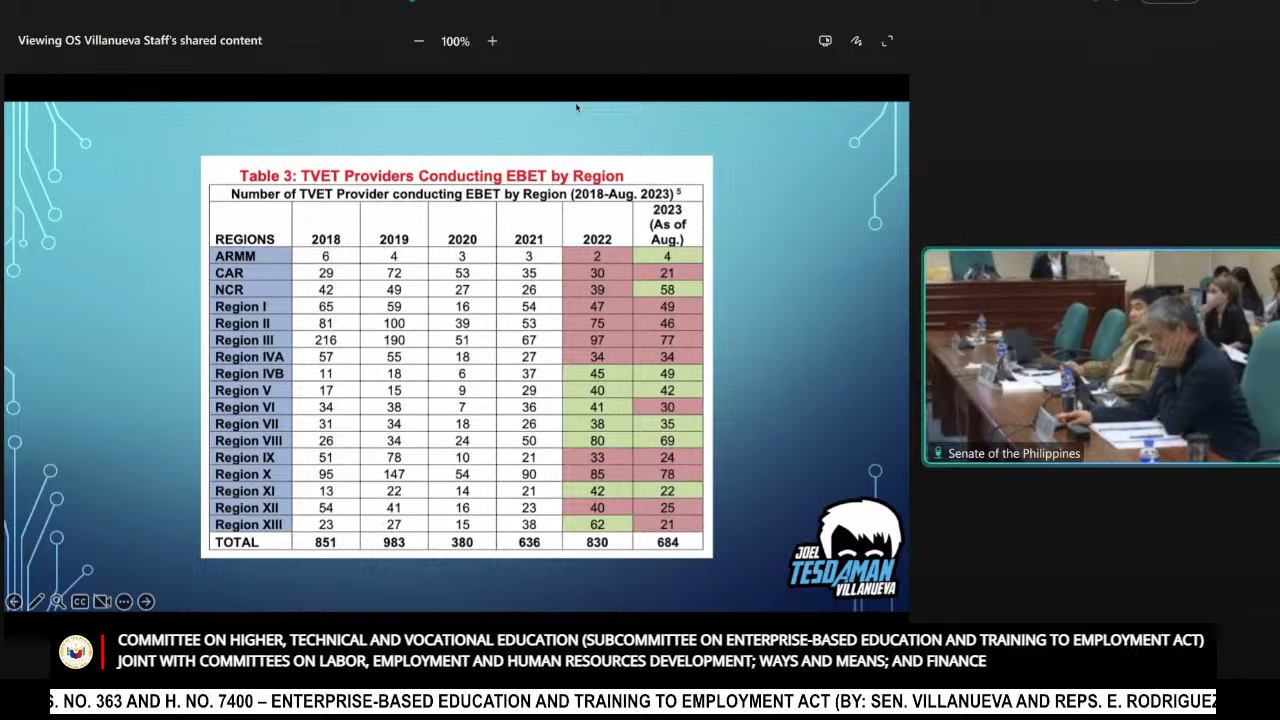 Viewing OS Villanueva Staff's shared content
100%
Table 3: TVET Providers Conducting EBET by Region
Number of TVET Provider conducting EBET by Region (2018-Aug. 2023) 5
REGIONS 2018 2019 2020 2021 2022 2023 (As of Aug.)
ARMM 6 4 3 3 2 4
CAR 29 72 53 35 30 21
NCR 42 49 27 26 39 58
Region I 65 59 16 54 47 49
Region II 81 100 39 53 75 46
Region III 216 190 51 67 97 77
Region IVA 57 55 18 27 34 34
Region IVB 11 18 6 37 45 49
Region V 17 15 9 29 40 42
Region VI 34 38 7 36 41 30
Region VII 31 34 18 26 38 35
Region VIII 26 34 24 50 80 69
Region IX 51 78 10 21 33 24
Region X 95 147 54 90 85 78
Region XI 13 22 14 21 42 22
Region XII 54 41 16 23 40 25
Region XIII 23 27 15 38 62 21
TOTAL 851 983 380 636 830 684
CC
JOEL
TESDAMAN
VILLANUEVA
Senate of the Philippines
COMMITTEE ON HIGHER, TECHNICAL AND VOCATIONAL EDUCATION (SUBCOMMITTEE ON ENTERPRISE-BASED EDUCATION AND TRAINING TO EMPLOYMENT ACT)
JOINT WITH COMMITTEES ON LABOR, EMPLOYMENT AND HUMAN RESOURCES DEVELOPMENT; WAYS AND MEANS; AND FINANCE
S. NO. 363 AND H. NO. 7400 – ENTERPRISE-BASED EDUCATION AND TRAINING TO EMPLOYMENT ACT (BY: SEN. VILLANUEVA AND REPS. E. RODRIGUEZ